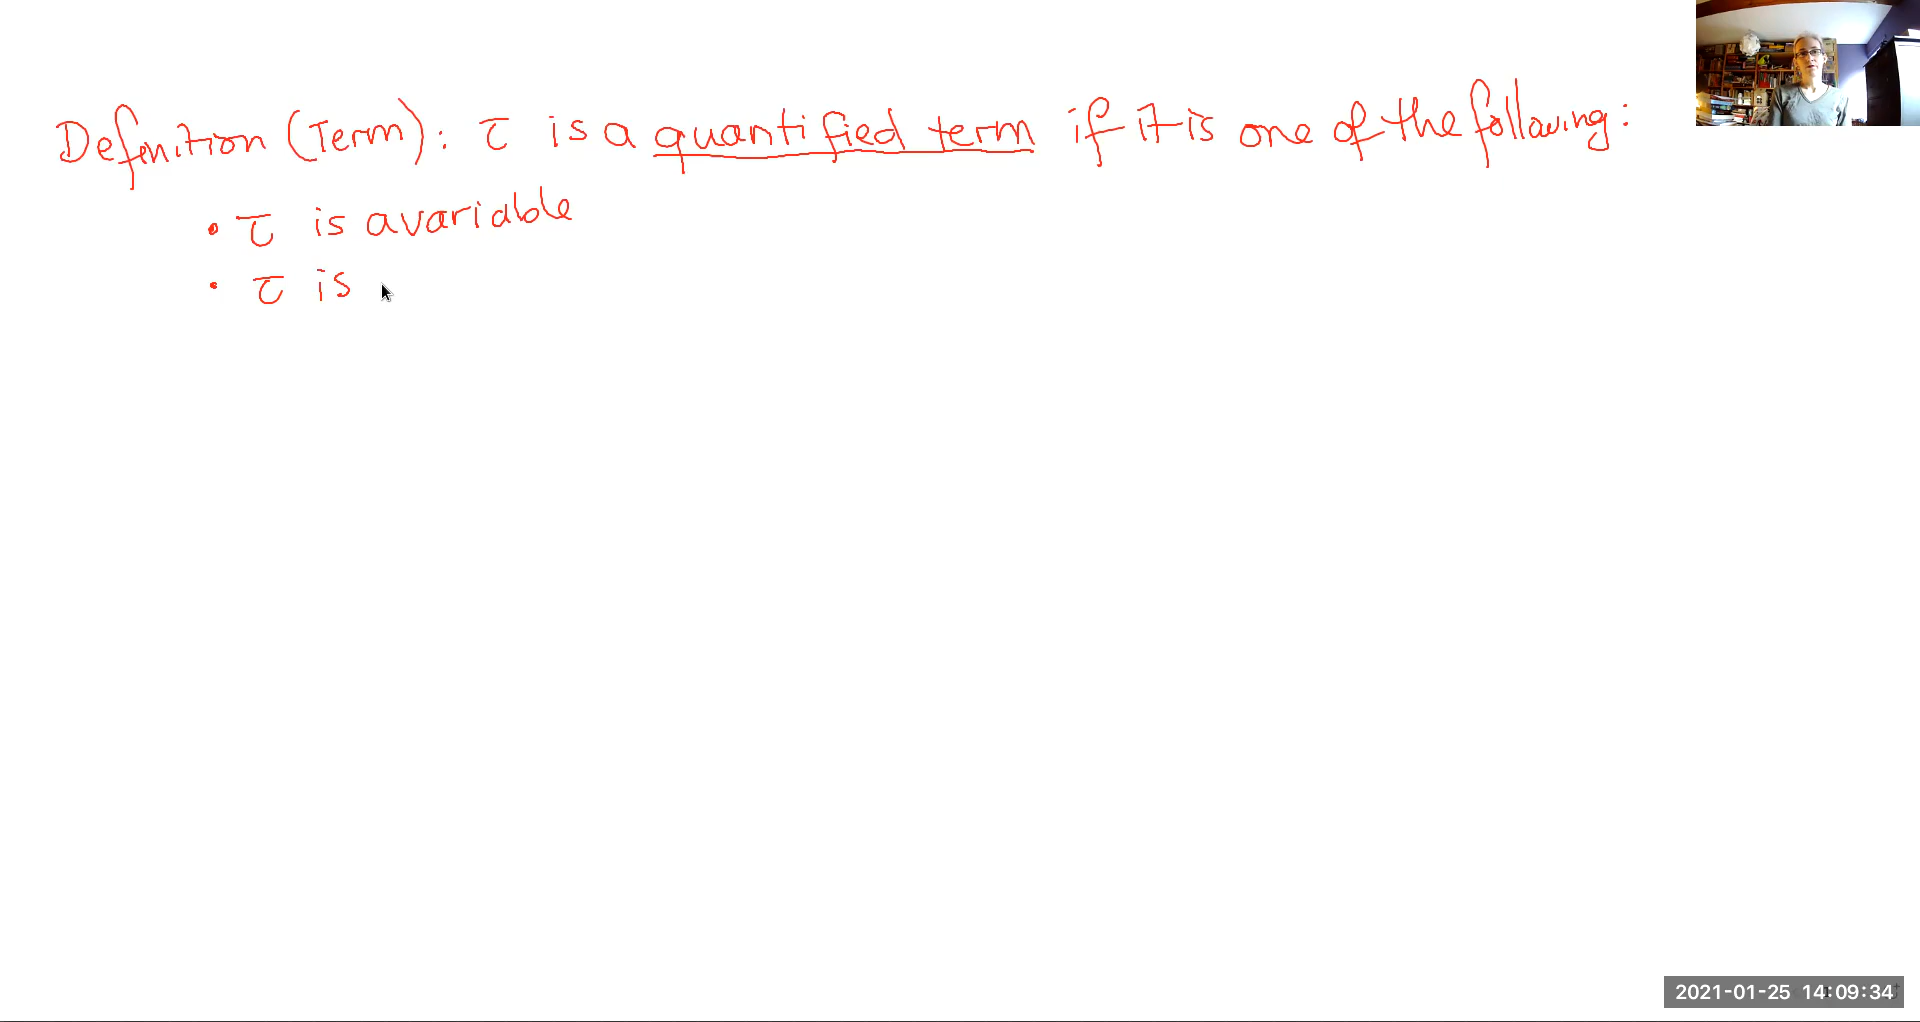 Definition (Term): τ is a quantified term if it is one of the following:
• τ is a variable
• τ is
2021-01-25 14:09:34